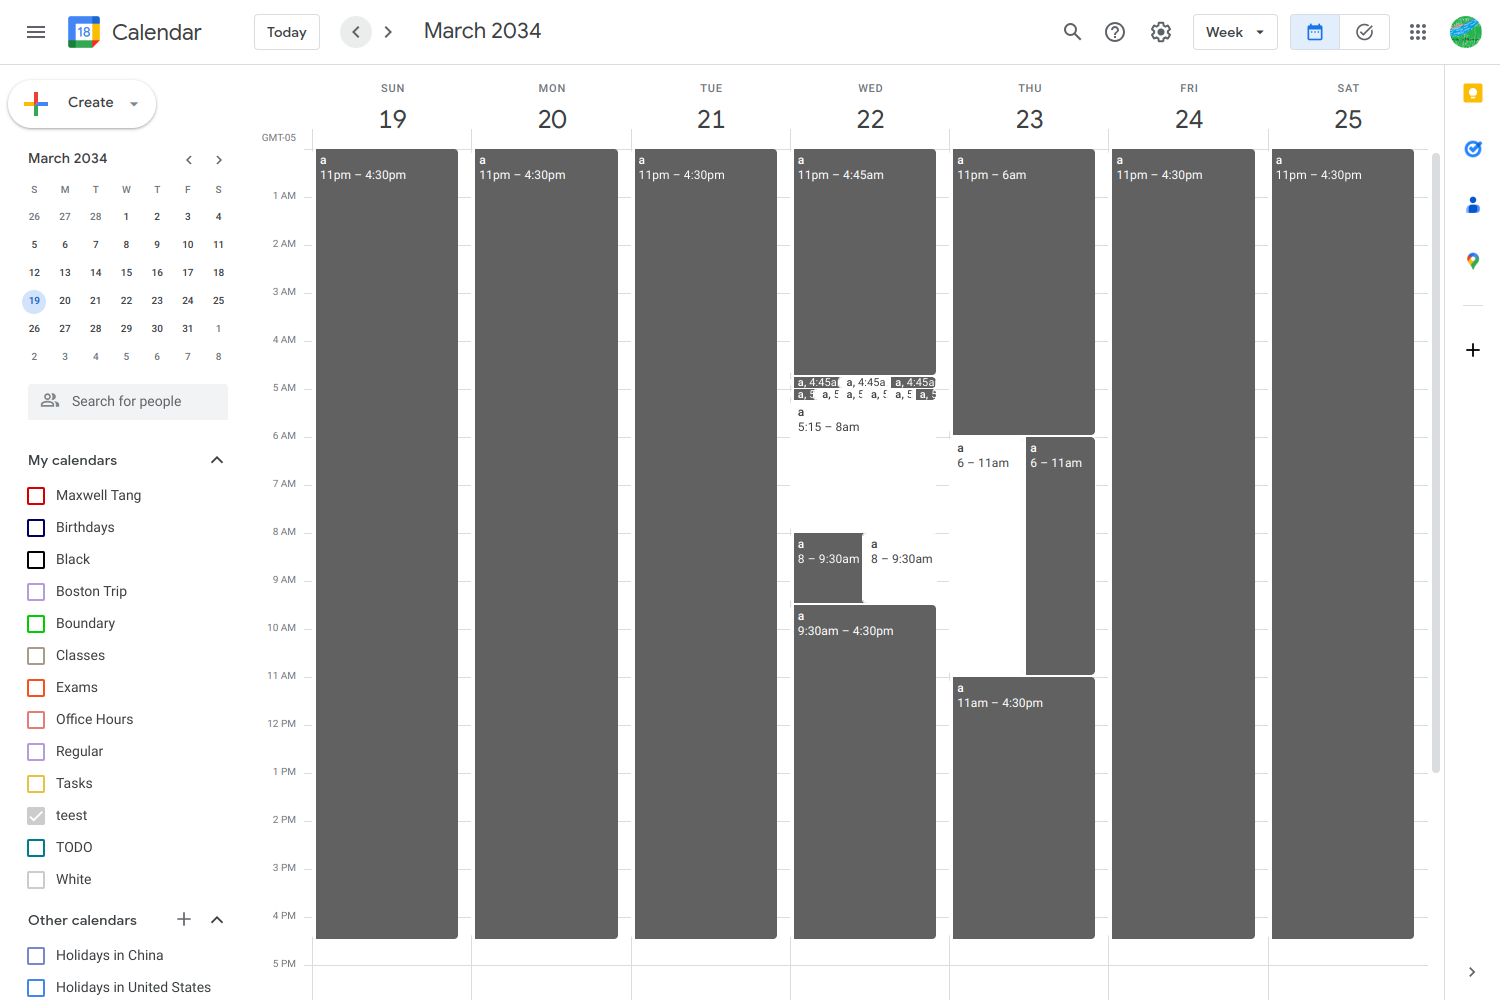 18 Calendar Today March 2034 Week
Create
March 2034
S M T W T F S
26 27 28 1 2 3 4
5 6 7 8 9 10 11
12 13 14 15 16 17 18
19 20 21 22 23 24 25
26 27 28 29 30 31 1
2 3 4 5 6 7 8
Search for people
My calendars
Maxwell Tang
Birthdays
Black
Boston Trip
Boundary
Classes
Exams
Office Hours
Regular
Tasks
teest
TODO
White
Other calendars
Holidays in China
Holidays in United States
SUN MON TUE WED THU FRI SAT
19 20 21 22 23 24 25
GMT-05
1 AM
2 AM
3 AM
4 AM
5 AM
6 AM
7 AM
8 AM
9 AM
10 AM
11 AM
12 PM
1 PM
2 PM
3 PM
4 PM
5 PM
a
11pm – 4:30pm
a
11pm – 4:30pm
a
11pm – 4:30pm
a
11pm – 4:45am
a, 4:45a a, 4:45a a, 4:45a
a, 5 a, 5 a, 5 a, 5 a, 5 a, 5
a
5:15 – 8am
a
8 – 9:30am
a
8 – 9:30am
a
9:30am – 4:30pm
a
11pm – 6am
a
6 – 11am
a
6 – 11am
a
11am – 4:30pm
a
11pm – 4:30pm
a
11pm – 4:30pm